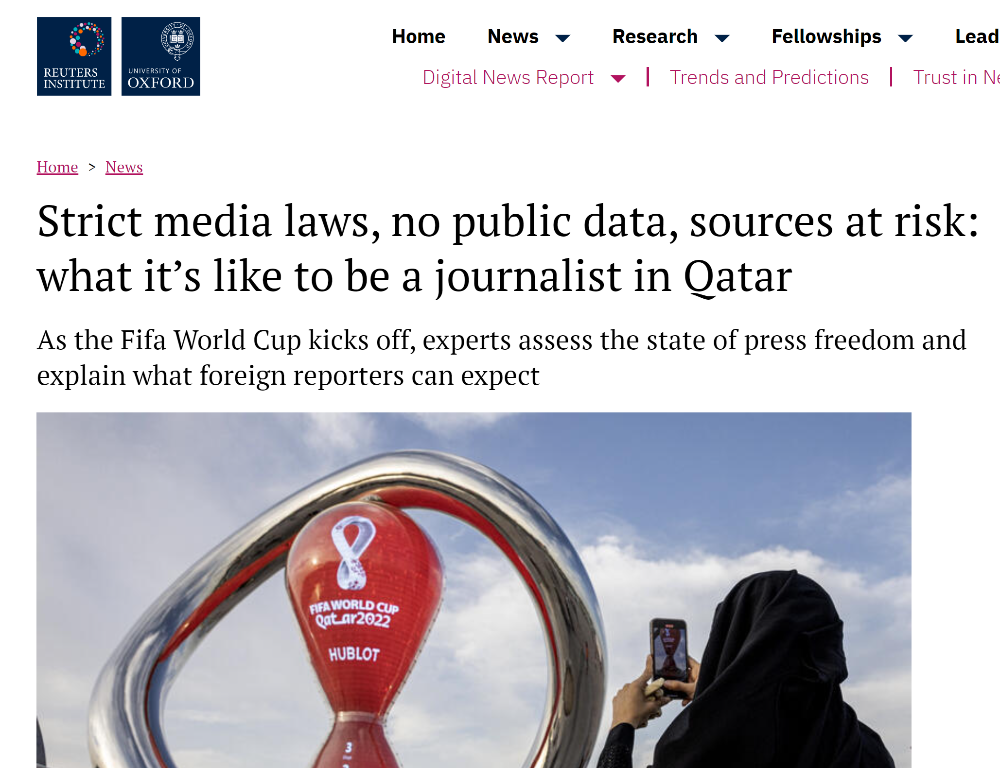 REUTERS
INSTITUTE
UNIVERSITY OF
OXFORD
Home News Research Fellowships Lead
Digital News Report Trends and Predictions Trust in Ne
Home > News
Strict media laws, no public data, sources at risk:
what it’s like to be a journalist in Qatar
As the Fifa World Cup kicks off, experts assess the state of press freedom and
explain what foreign reporters can expect
FIFA WORLD CUP
Qatar2022
HUBLOT
3